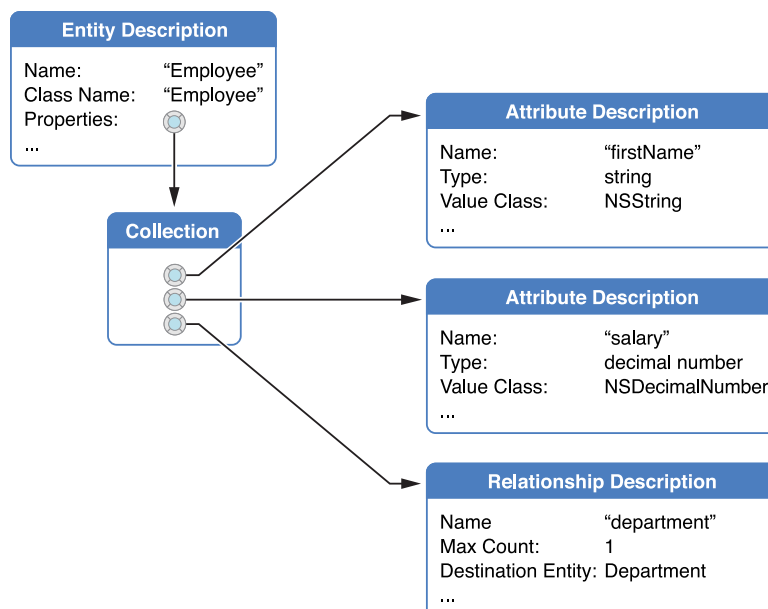 Entity Description
Name: “Employee”
Class Name: “Employee”
Properties:
...
Collection
Attribute Description
Name: “firstName”
Type: string
Value Class: NSString
...
Attribute Description
Name: “salary”
Type: decimal number
Value Class: NSDecimalNumber
...
Relationship Description
Name “department”
Max Count: 1
Destination Entity: Department
...